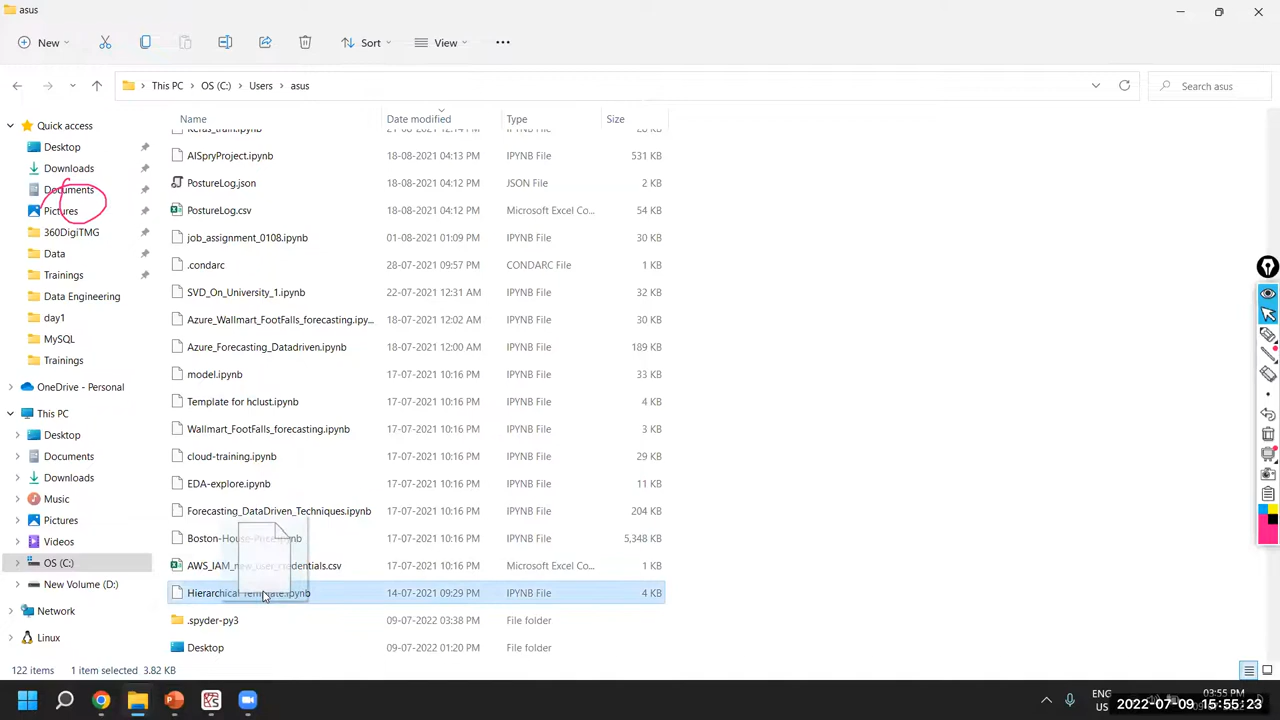 asus
New
Sort
View
This PC OS (C:) Users asus
Search asus
Name Date modified Type Size
Quick access
Desktop
Downloads
Documents
Pictures
360DigiTMG
Data
Trainings
Data Engineering
day1
MySQL
Trainings
OneDrive - Personal
This PC
Desktop
Documents
Downloads
Music
Pictures
Videos
OS (C:)
New Volume (D:)
Network
Linux
AISpryProject.ipynb 18-08-2021 04:13 PM IPYNB File 531 KB
PostureLog.json 18-08-2021 04:12 PM JSON File 2 KB
PostureLog.csv 18-08-2021 04:12 PM Microsoft Excel Co... 54 KB
job_assignment_0108.ipynb 01-08-2021 01:09 PM IPYNB File 30 KB
.condarc 28-07-2021 09:57 PM CONDARC File 1 KB
SVD_On_University_1.ipynb 22-07-2021 12:31 AM IPYNB File 32 KB
Azure_Wallmart_FootFalls_forecasting.ipy... 18-07-2021 12:02 AM IPYNB File 30 KB
Azure_Forecasting_Datadriven.ipynb 18-07-2021 12:00 AM IPYNB File 189 KB
model.ipynb 17-07-2021 10:16 PM IPYNB File 33 KB
Template for hclust.ipynb 17-07-2021 10:16 PM IPYNB File 4 KB
Wallmart_FootFalls_forecasting.ipynb 17-07-2021 10:16 PM IPYNB File 3 KB
cloud-training.ipynb 17-07-2021 10:16 PM IPYNB File 29 KB
EDA-explore.ipynb 17-07-2021 10:16 PM IPYNB File 11 KB
Forecasting_DataDriven_Techniques.ipynb 17-07-2021 10:16 PM IPYNB File 204 KB
Boston-House-Price.ipynb 17-07-2021 10:16 PM IPYNB File 5,348 KB
AWS_IAM_new_user_credentials.csv 17-07-2021 10:16 PM Microsoft Excel Co... 1 KB
Hierarchical Template.ipynb 14-07-2021 09:29 PM IPYNB File 4 KB
.spyder-py3 09-07-2022 03:38 PM File folder
Desktop 09-07-2022 01:20 PM File folder
122 items 1 item selected 3.82 KB
ENG
US
03:55 PM
2022-07-09 15:55:23